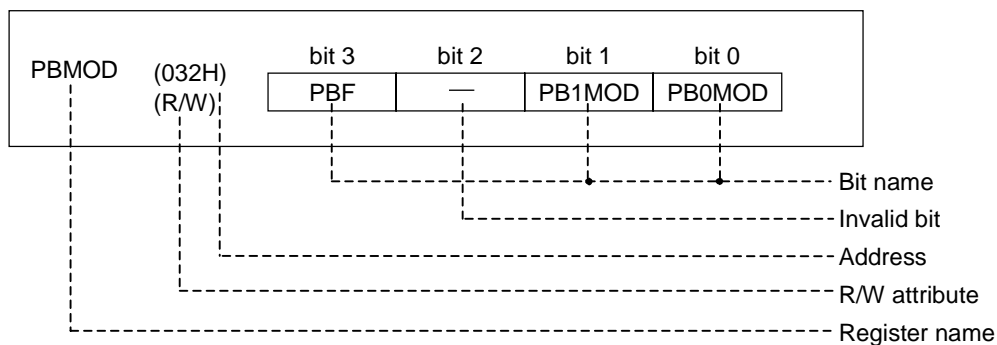 bit 3 bit 2 bit 1 bit 0
PBMOD (032H)
(R/W)
PBF — PB1MOD PB0MOD
Bit name
Invalid bit
Address
R/W attribute
Register name